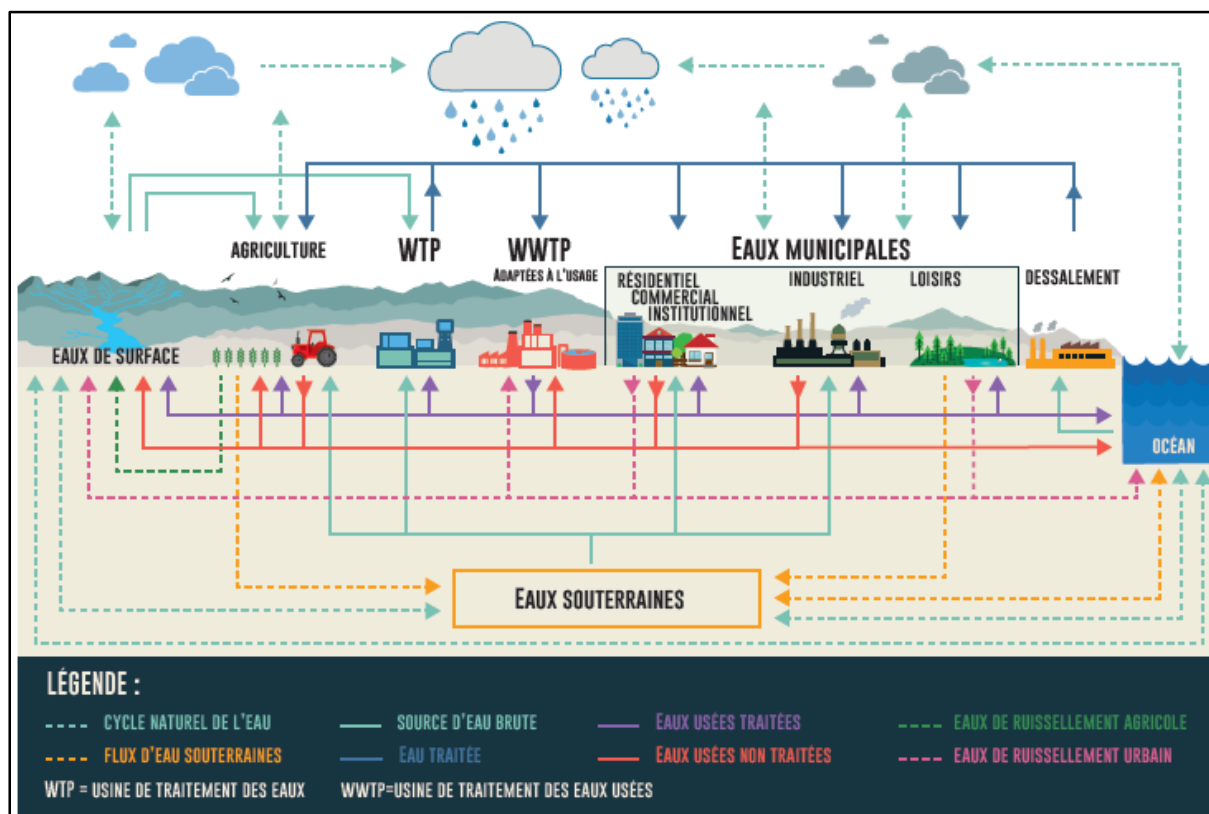 AGRICULTURE
WTP
WWTP
ADAPTÉES À L'USAGE
EAUX MUNICIPALES
RÉSIDENTIEL
COMMERCIAL
INSTITUTIONNEL
INDUSTRIEL
LOISIRS
DESSALEMENT
EAUX DE SURFACE
OCÉAN
EAUX SOUTERRAINES
LÉGENDE :
CYCLE NATUREL DE L'EAU
SOURCE D'EAU BRUTE
EAUX USÉES TRAITÉES
EAUX DE RUISSELLEMENT AGRICOLE
FLUX D'EAU SOUTERRAINES
EAU TRAITÉE
EAUX USÉES NON TRAITÉES
EAUX DE RUISSELLEMENT URBAIN
WTP = USINE DE TRAITEMENT DES EAUX
WWTP=USINE DE TRAITEMENT DES EAUX USÉES